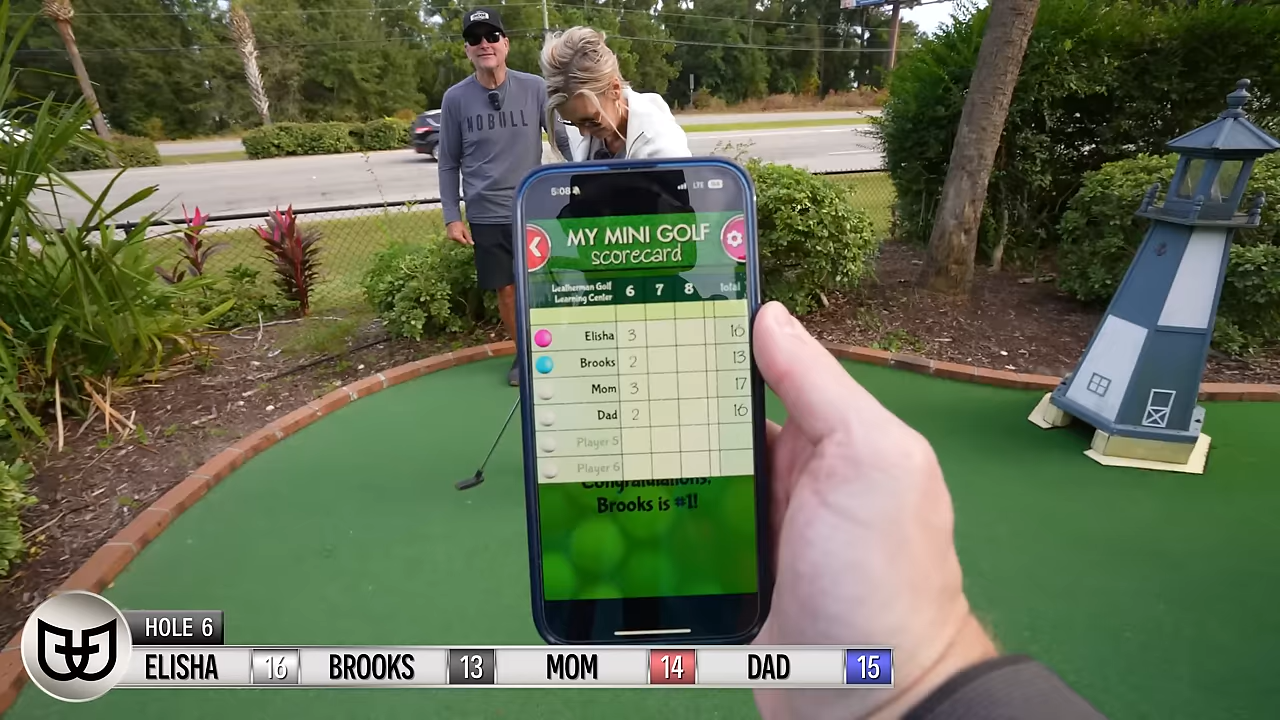 NOBULL
5:08
LTE
MY MINI GOLF
scorecard
Leatherman Golf
Learning Center
6 7 8 Total
Elisha 3 16
Brooks 2 13
Mom 3 17
Dad 2 16
Player 5
Player 6
Congratulations!
Brooks is #1!
HOLE 6
ELISHA 16 BROOKS 13 MOM 14 DAD 15